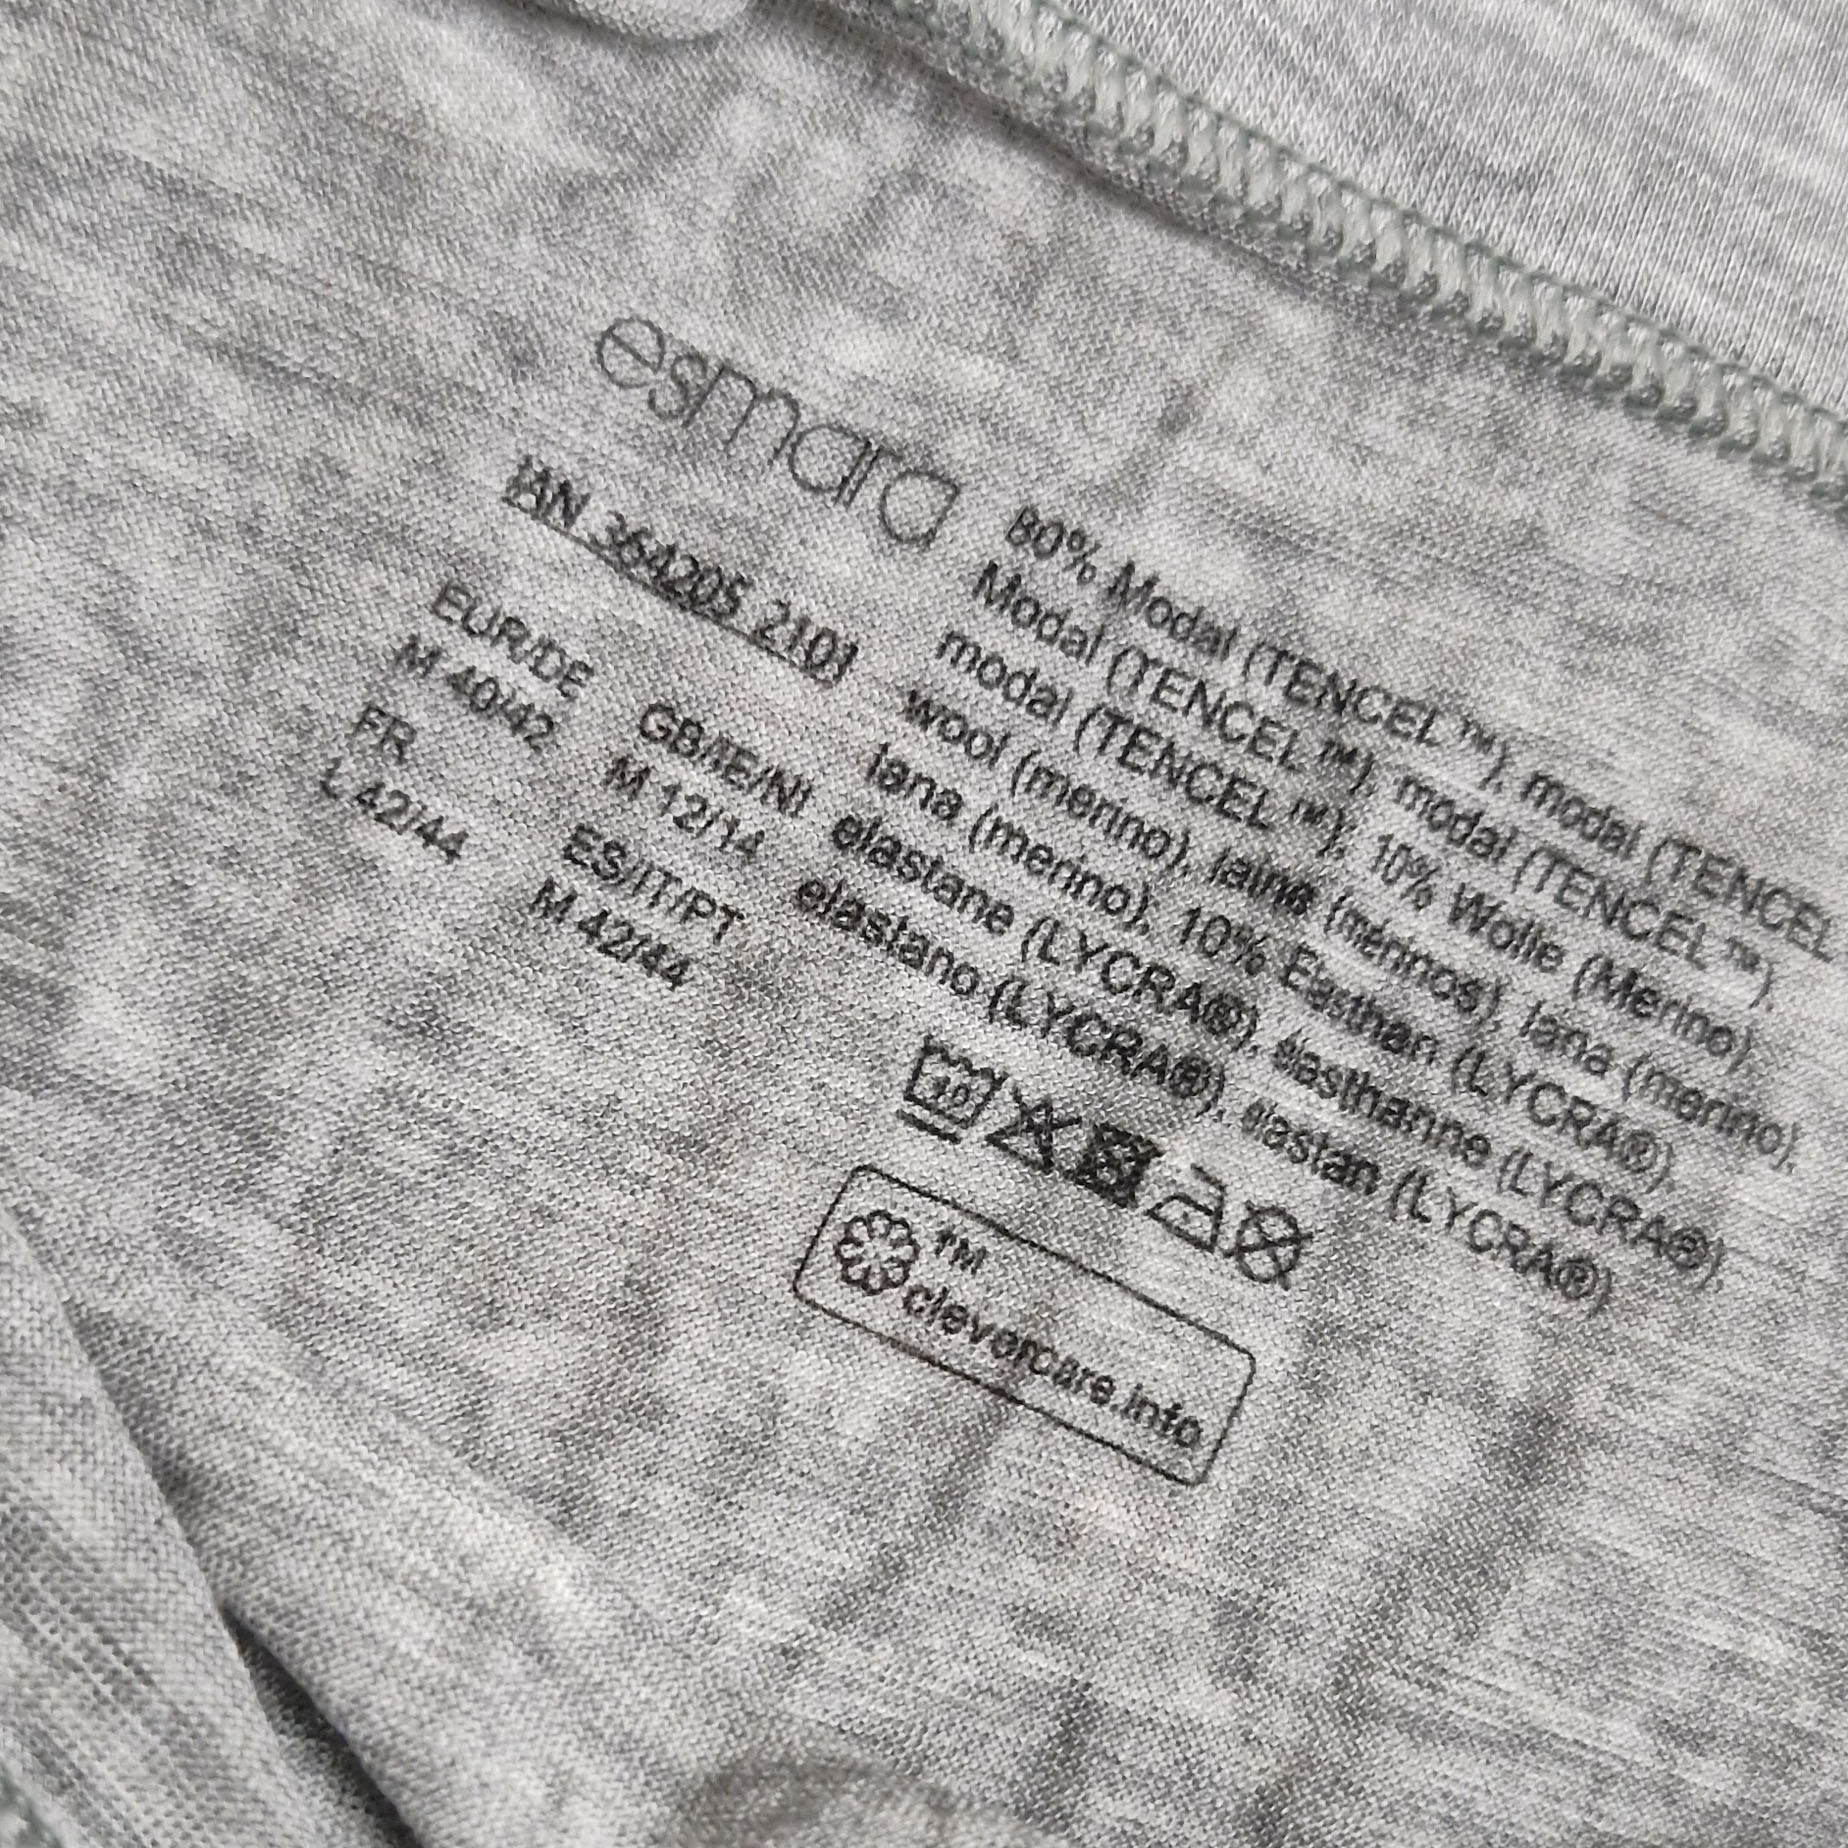 esmara
IAN 364205 2101
EUR/DE
M 40/42
GB/IE/NI
M 12/14
FR
L 42/44
ES/IT/PT
M 42/44
80% Modal (TENCEL™), modal (TENCEL
Modal (TENCEL™), modal (TENCEL™),
modal (TENCEL™), 10% Wolle (Merino),
wool (merino), laine (mérinos), lana (merino),
lana (merino), 10% Elasthan (LYCRA®),
elastane (LYCRA®), élasthanne (LYCRA®),
elastano (LYCRA®), elastan (LYCRA®)
™
clevercare.info